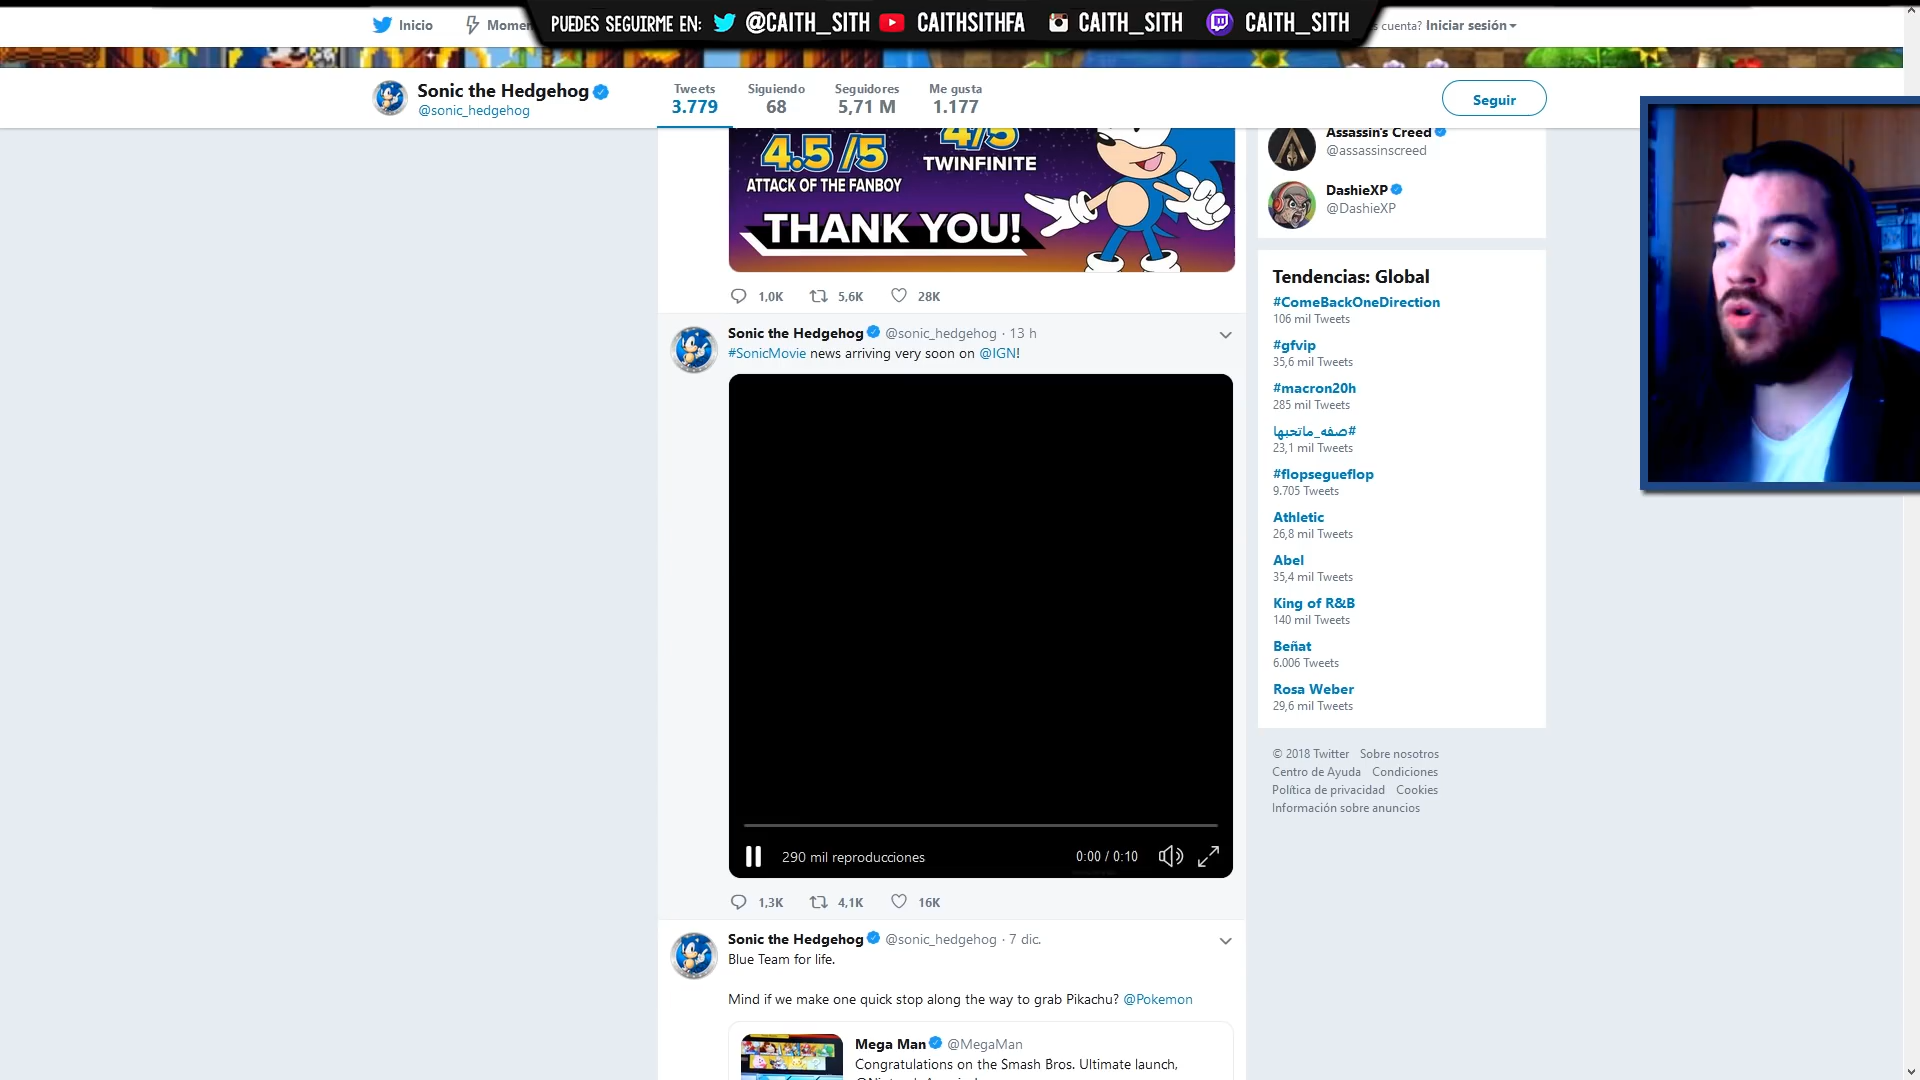 PUEDES SEGUIRME EN: @CAITH_SITH CAITHSITHFA CAITH_SITH CAITH_SITH
Inicio
cuenta? Iniciar sesión
Sonic the Hedgehog
@sonic_hedgehog
Tweets
3.779
Siguiendo
68
Seguidores
5,71 M
Me gusta
1.177
Seguir
4.5 /5
ATTACK OF THE FANBOY
4/5
TWINFINITE
THANK YOU!
1,0K 5,6K 28K
Sonic the Hedgehog @sonic_hedgehog · 13 h
#SonicMovie news arriving very soon on @IGN!
290 mil reproducciones 0:00 / 0:10
1,3K 4,1K 16K
Sonic the Hedgehog @sonic_hedgehog · 7 dic.
Blue Team for life.
Mind if we make one quick stop along the way to grab Pikachu? @Pokemon
Mega Man @MegaMan
Congratulations on the Smash Bros. Ultimate launch,
Assassin's Creed
@assassinscreed
DashieXP
@DashieXP
Tendencias: Global
#ComeBackOneDirection
106 mil Tweets
#gfvip
35,6 mil Tweets
#macron20h
285 mil Tweets
#صفه_ماتحبها
23,1 mil Tweets
#flopsegueflop
9.705 Tweets
Athletic
26,8 mil Tweets
Abel
35,4 mil Tweets
King of R&B
140 mil Tweets
Beñat
6.006 Tweets
Rosa Weber
29,6 mil Tweets
© 2018 Twitter Sobre nosotros
Centro de Ayuda Condiciones
Política de privacidad Cookies
Información sobre anuncios